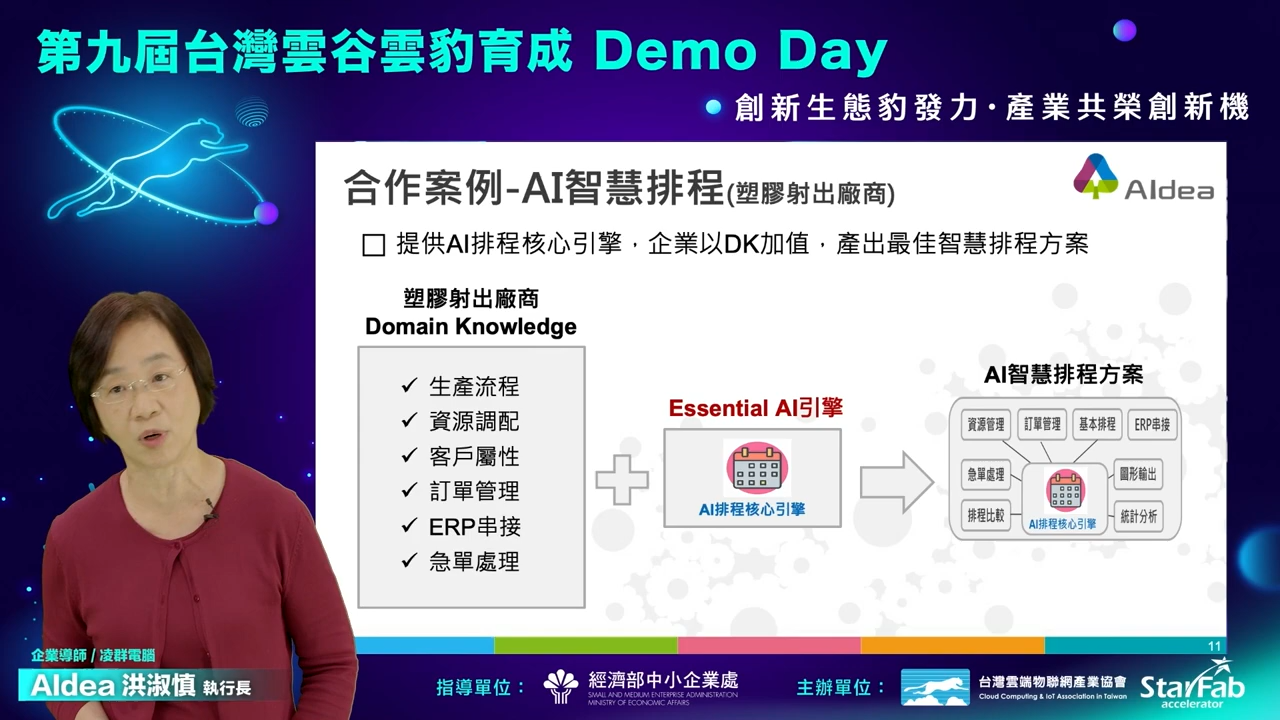 第九屆台灣雲谷雲豹育成 Demo Day
創新生態豹發力·產業共榮創新機
合作案例-AI智慧排程(塑膠射出廠商)
AIdea
提供AI排程核心引擎，企業以DK加值，產出最佳智慧排程方案
塑膠射出廠商
Domain Knowledge
生產流程
資源調配
客戶屬性
訂單管理
ERP串接
急單處理
Essential AI引擎
AI排程核心引擎
AI智慧排程方案
資源管理
訂單管理
基本排程
ERP串接
急單處理
圖形輸出
排程比較
AI排程核心引擎
統計分析
11
企業導師 / 凌群電腦
AIdea 洪淑慎 執行長
指導單位：
經濟部中小企業處
SMALL AND MEDIUM ENTERPRISE ADMINISTRATION
MINISTRY OF ECONOMIC AFFAIRS
主辦單位：
台灣雲端物聯網產業協會
Cloud Computing & IoT Association in Taiwan
StarFab
accelerator